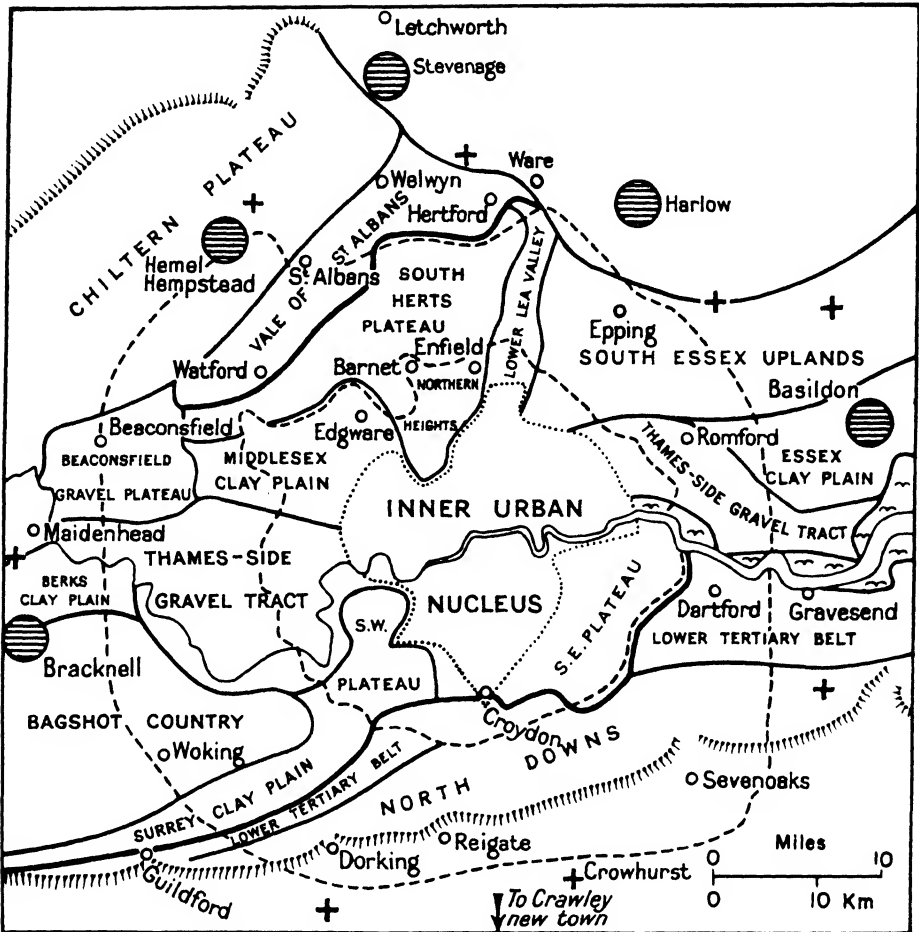 Letchworth
Stevenage
CHILTERN PLATEAU
Welwyn
Ware
Hertford
Harlow
Hemel
Hempstead
St. Albans
VALE OF ST ALBANS
SOUTH
HERTS
PLATEAU
LOWER LEA VALLEY
Epping
SOUTH ESSEX UPLANDS
Watford
Barnet
Enfield
NORTHERN
HEIGHTS
Basildon
Beaconsfield
BEACONSFIELD
GRAVEL PLATEAU
Edgware
MIDDLESEX
CLAY PLAIN
Romford
ESSEX
CLAY PLAIN
THAMES-SIDE GRAVEL TRACT
INNER URBAN
Maidenhead
THAMES-SIDE
GRAVEL TRACT
BERKS
CLAY PLAIN
NUCLEUS
S.E. PLATEAU
Dartford
Gravesend
LOWER TERTIARY BELT
S.W.
PLATEAU
Bracknell
BAGSHOT COUNTRY
Woking
Croydon
NORTH DOWNS
Sevenoaks
SURREY CLAY PLAIN
LOWER TERTIARY BELT
Guildford
Dorking
Reigate
Crowhurst
To Crawley
new town
0 Miles 10
0 10 Km